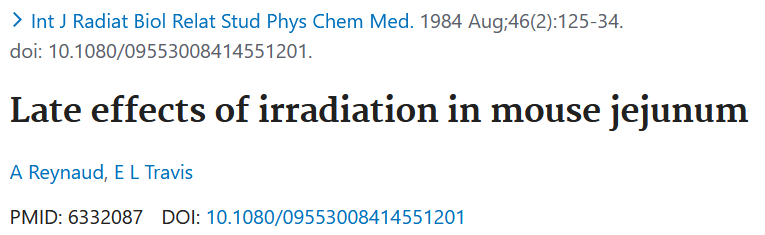 > Int J Radiat Biol Relat Stud Phys Chem Med. 1984 Aug;46(2):125-34.
doi: 10.1080/09553008414551201.
Late effects of irradiation in mouse jejunum
A Reynaud, E L Travis
PMID: 6332087 DOI: 10.1080/09553008414551201